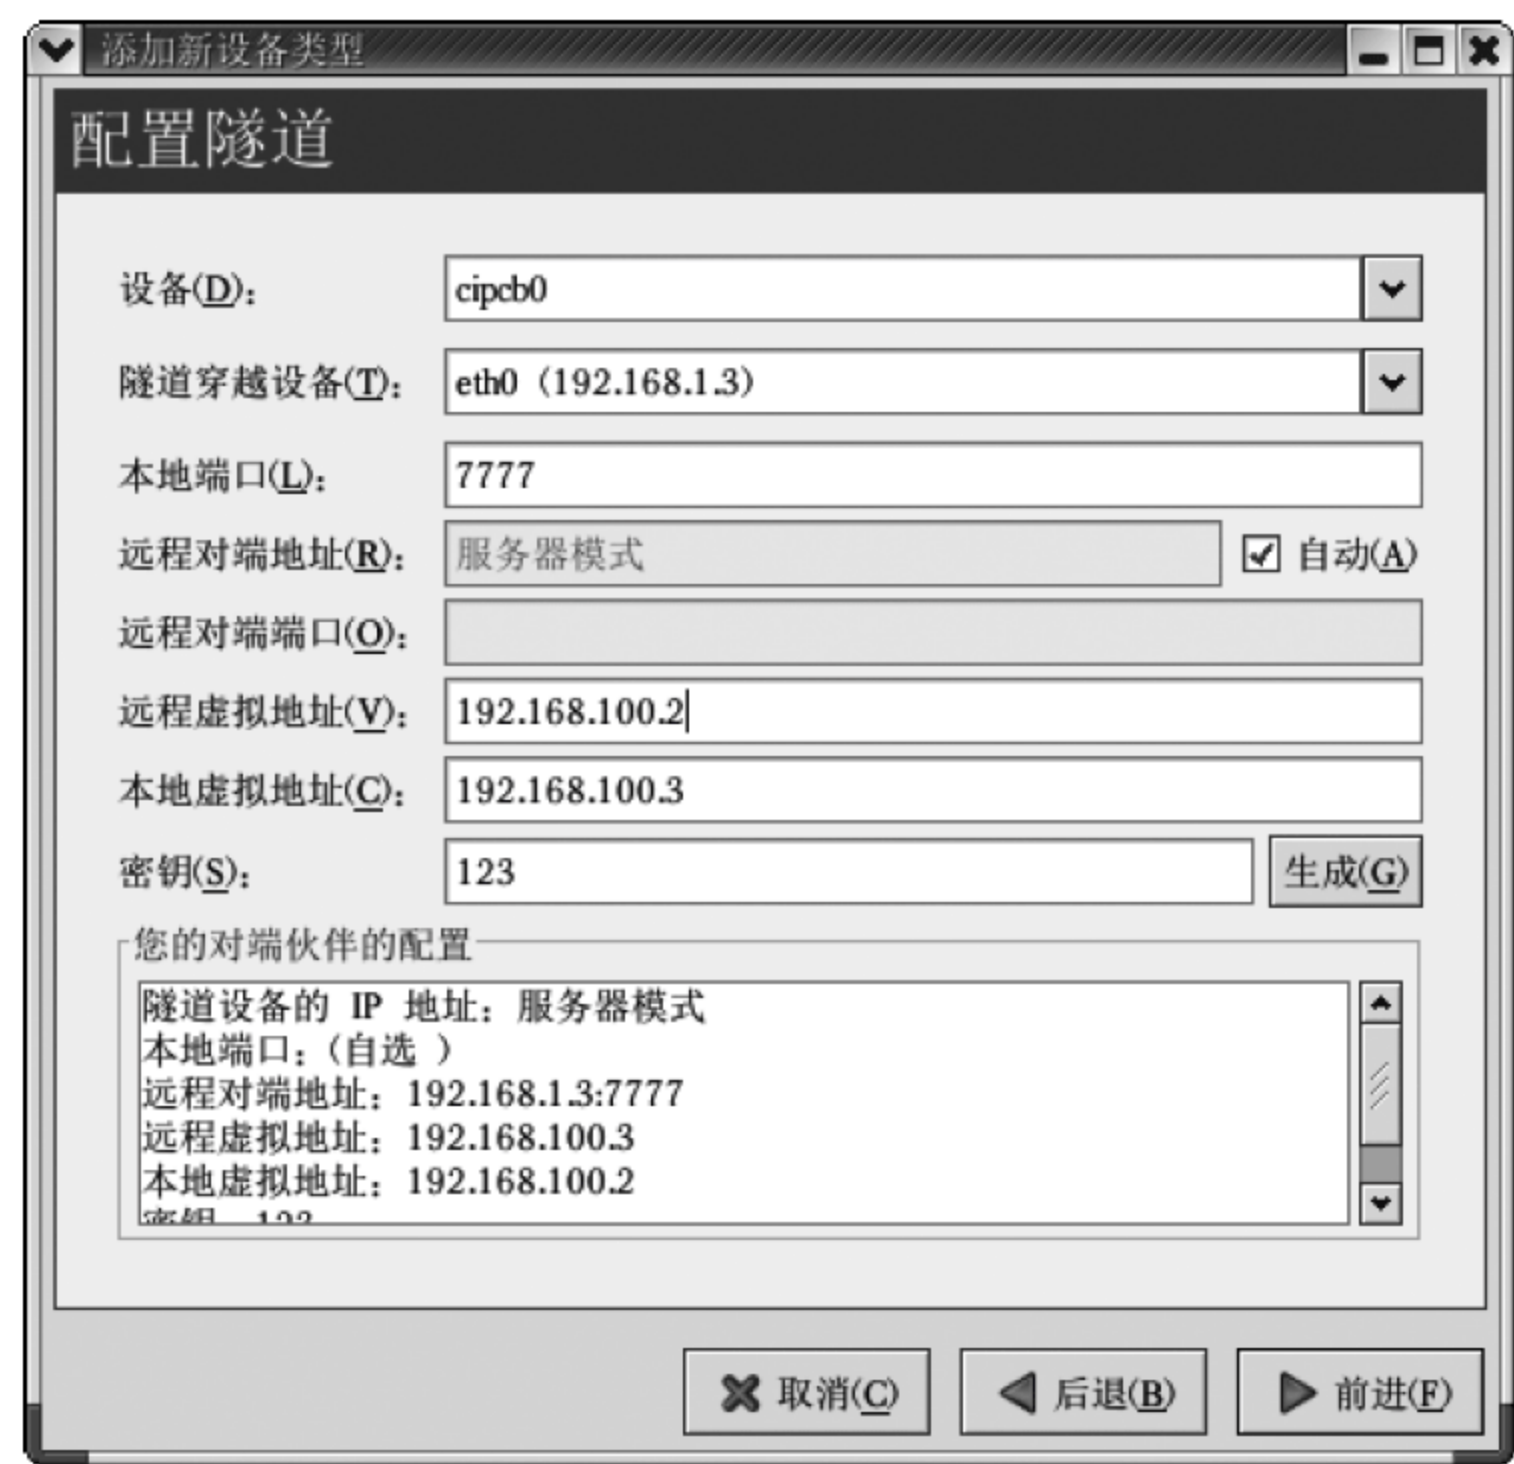 添加新设备类型
配置隧道
设备(D)： cipcb0
隧道穿越设备(T)： eth0（192.168.1.3）
本地端口(L)： 7777
远程对端地址(R)： 服务器模式 自动(A)
远程对端端口(O)：
远程虚拟地址(V)： 192.168.100.2
本地虚拟地址(C)： 192.168.100.3
密钥(S)： 123 生成(G)
您的对端伙伴的配置
隧道设备的 IP 地址：服务器模式
本地端口：(自选 )
远程对端地址：192.168.1.3:7777
远程虚拟地址：192.168.100.3
本地虚拟地址：192.168.100.2
密钥：123
取消(C) 后退(B) 前进(F)